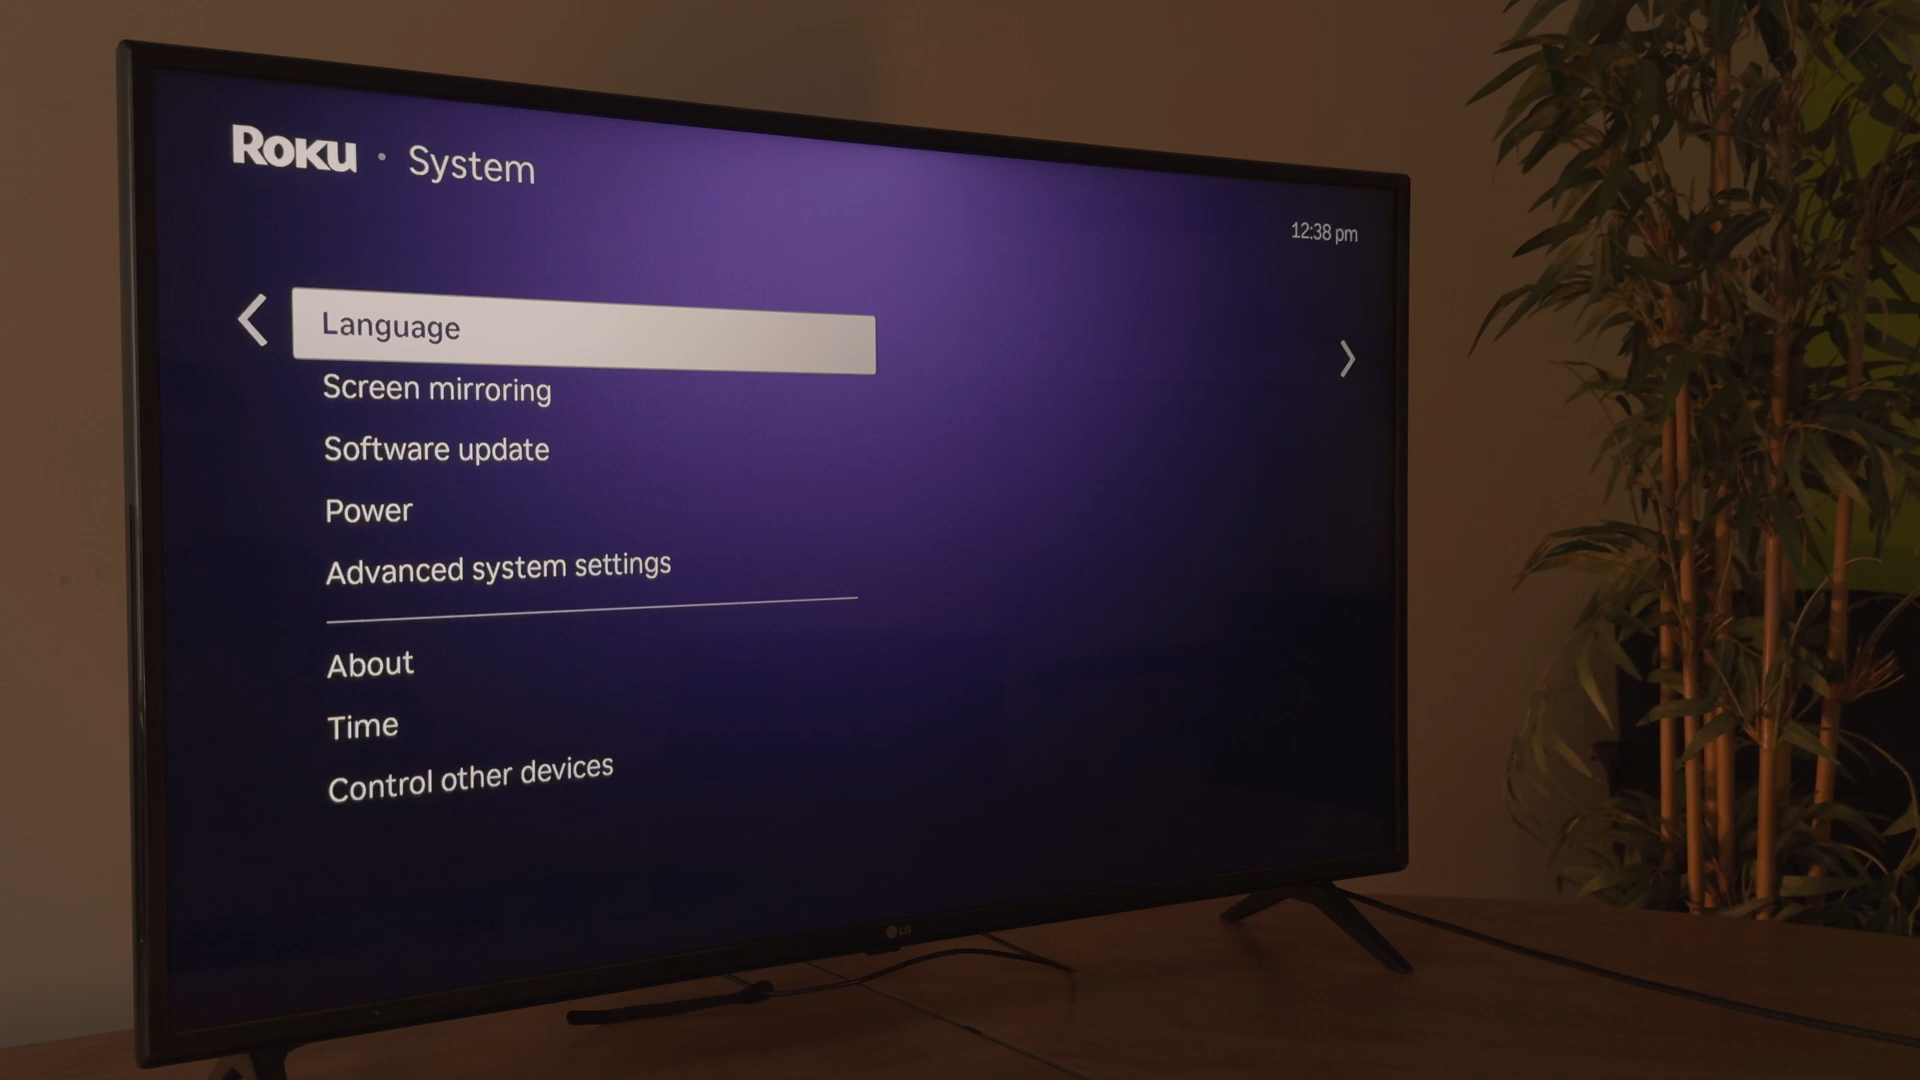 Roku · System
12:38 pm
Language
Screen mirroring
Software update
Power
Advanced system settings
About
Time
Control other devices
LG